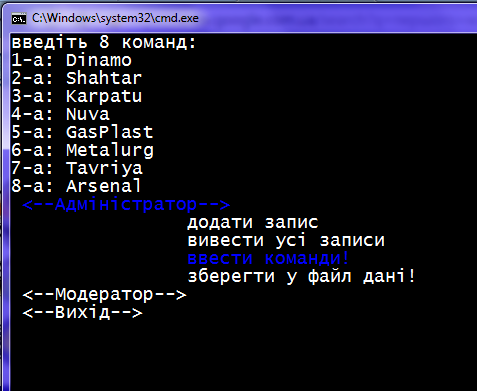 C:\Windows\system32\cmd.exe
введіть 8 команд:
1-а: Dinamo
2-а: Shahtar
3-а: Karpatu
4-а: Nuva
5-а: GasPlast
6-а: Metalurg
7-а: Tavriya
8-а: Arsenal
<--Адміністратор-->
додати запис
вивести усі записи
ввести команди!
зберегти у файл дані!
<--Модератор-->
<--Вихід-->